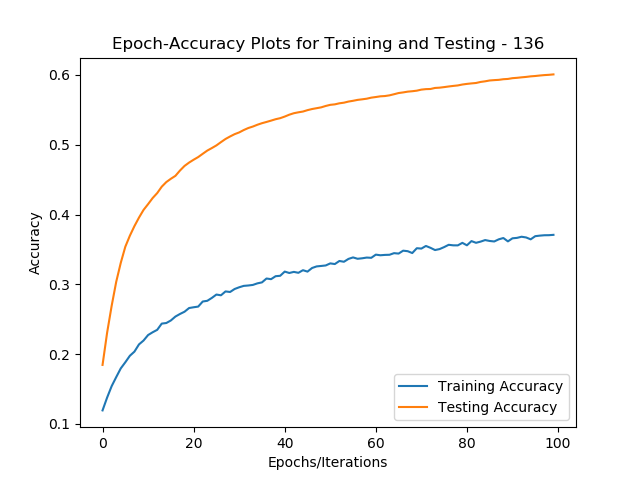 Epoch-Accuracy Plots for Training and Testing - 136
Accuracy
0.6
0.5
0.4
0.3
0.2
0.1
Training Accuracy
Testing Accuracy
0 20 40 60 80 100
Epochs/Iterations